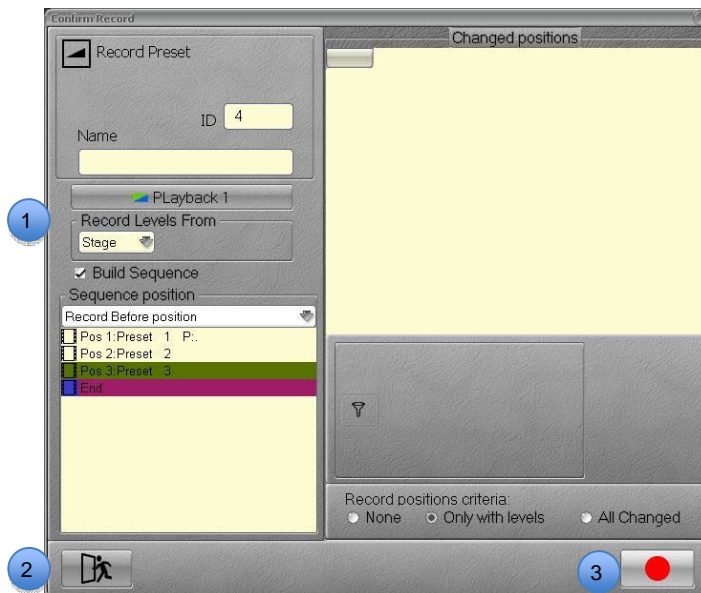 Confirm Record
Record Preset
ID 4
Name
PLayback 1
1
Record Levels From
Stage
Build Sequence
Sequence position
Record Before position
Pos 1:Preset 1 P:.
Pos 2:Preset 2
Pos 3:Preset 3
End
Changed positions
Record positions criteria:
None Only with levels All Changed
2
3